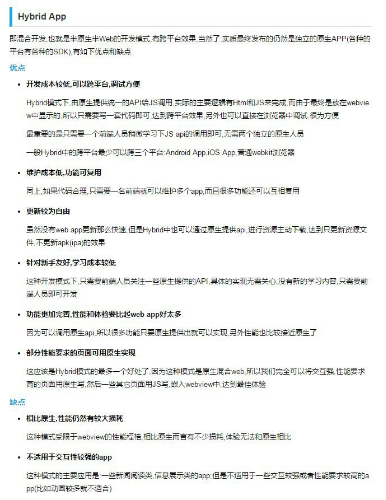 Hybrid App
即混合开发,也就是半原生半Web的开发模式,有跨平台效果,当然了,实质最终发布的仍然是独立的原生APP(各种的
平台有各种的SDK),有如下优点和缺点
优点
开发成本较低,可以跨平台,调试方便
Hybrid模式下,由原生提供统一的API给JS调用,实际的主要逻辑有Html和JS来完成,而由于最终是放在webvie
w中显示的,所以只需要写一套代码即可,达到跨平台效果,另外也可以直接在浏览器中调试,很为方便
最重要的是只需要一个前端人员稍微学习下JS api的调用即可,无需两个独立的原生人员
一般Hybrid中的跨平台最少可以跨三个平台:Android App,iOS App,普通webkit浏览器
维护成本低,功能可复用
同上,如果代码合理,只需要一名前端就可以维护多个app,而且很多功能还可以互相复用
更新较为自由
虽然没有web app更新那么快速,但是Hybrid中也可以通过原生提供api,进行资源主动下载,达到只更新资源文
件,不更新apk(ipa)的效果
针对新手友好,学习成本较低
这种开发模式下,只需要前端人员关注一些原生提供的API,具体的实现无需关心,没有新的学习内容,只需要前
端人员即可开发
功能更加完善,性能和体验要比起web app好太多
因为可以调用原生api,所以很多功能只要原生提供出就可以实现,另外性能也比较接近原生了
部分性能要求的页面可用原生实现
这应该是Hybrid模式的最多一个好处了,因为这种模式是原生混合web,所以我们完全可以将交互强,性能要求
高的页面用原生写,然后一些其它页面用JS写,嵌入webview中,达到最佳体验
缺点
相比原生,性能仍然有较大损耗
这种模式受限于webview的性能桎梏,相比原生而言有不少损耗,体验无法和原生相比
不适用于交互性较强的app
这种模式的主要应用是:一些新闻阅读类,信息展示类的app;但是不适用于一些交互较强或者性能要求较高的a
pp(比如动画较多就不适合)